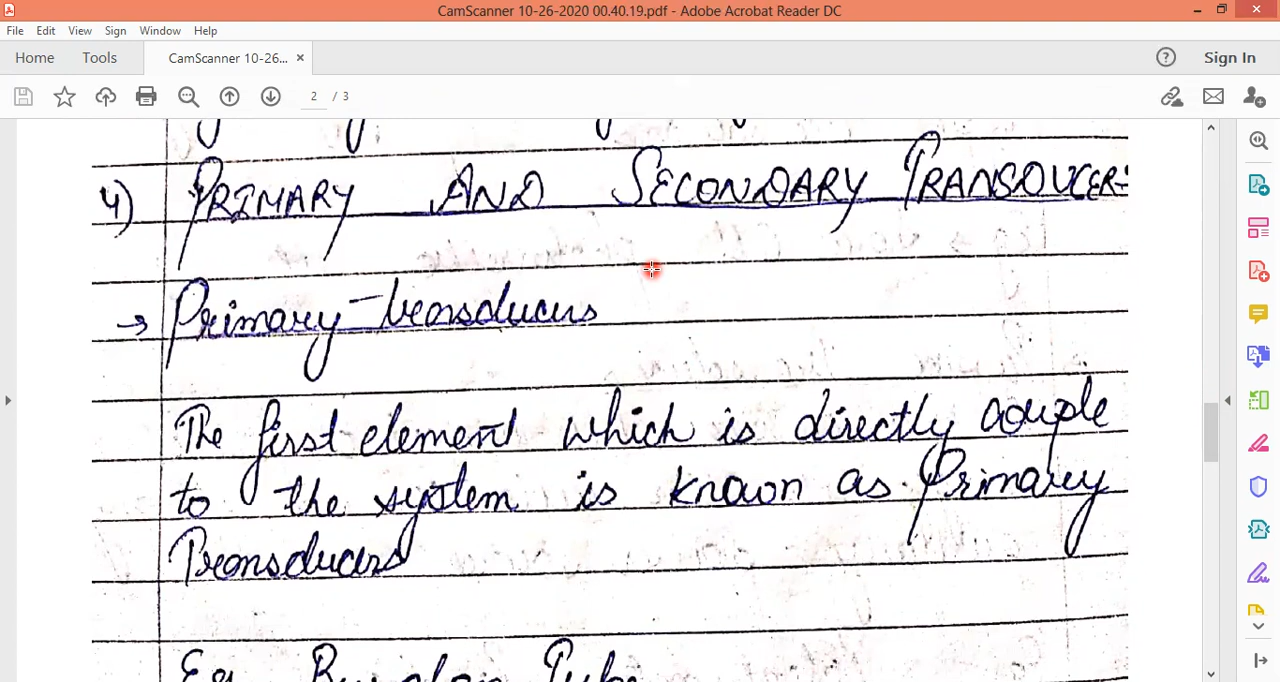 CamScanner 10-26-2020 00.40.19.pdf - Adobe Acrobat Reader DC
File Edit View Sign Window Help
Home Tools CamScanner 10-26... × Sign In
2 / 3
4) PRIMARY AND SECONDARY TRANSDUCER:-
→ Primary transducers
The first element which is directly couple
to the system is known as Primary
Transducers
Eg Tube